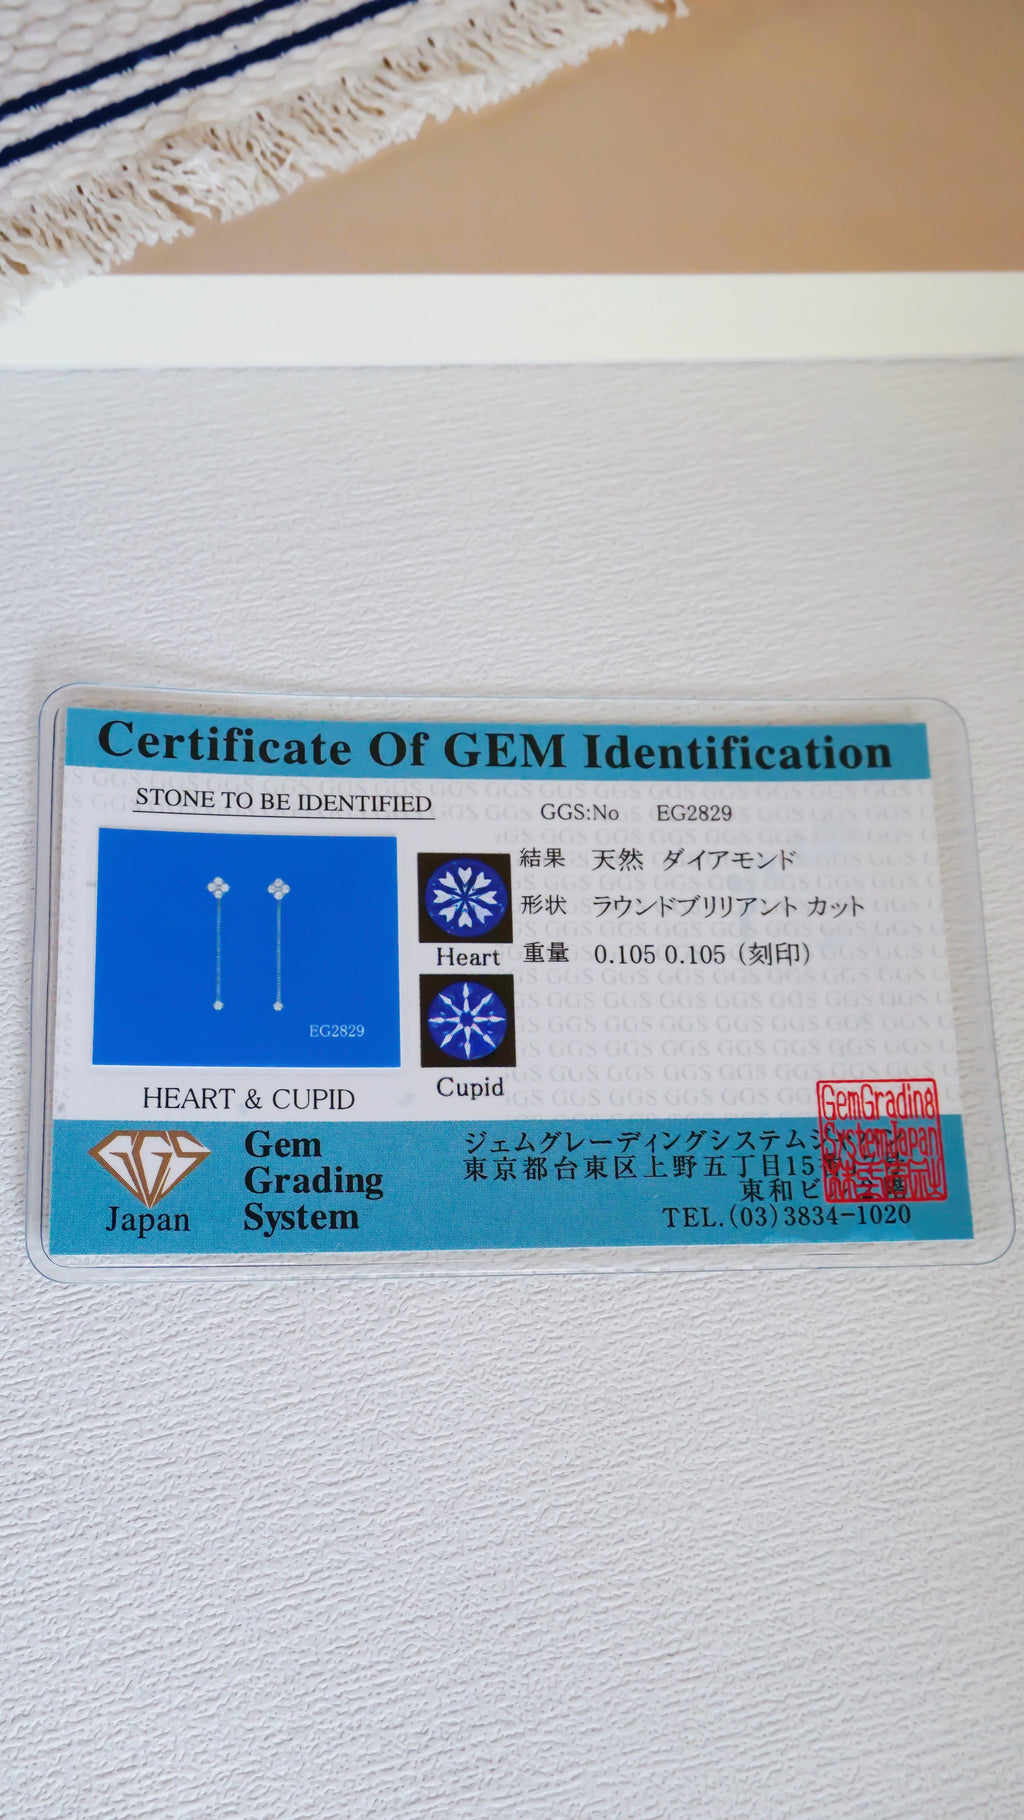 Certificate Of GEM Identification
STONE TO BE IDENTIFIED
GGS:No EG2829
結果 天然 ダイアモンド
形状 ラウンドブリリアント カット
重量 0.105 0.105 (刻印)
Heart
Cupid
EG2829
HEART & CUPID
GGS
Japan
Gem
Grading
System
ジェムグレーディングシステム
東京都台東区上野五丁目15
東和ビ
TEL.(03)3834-1020
GemGrading
SystemJapan